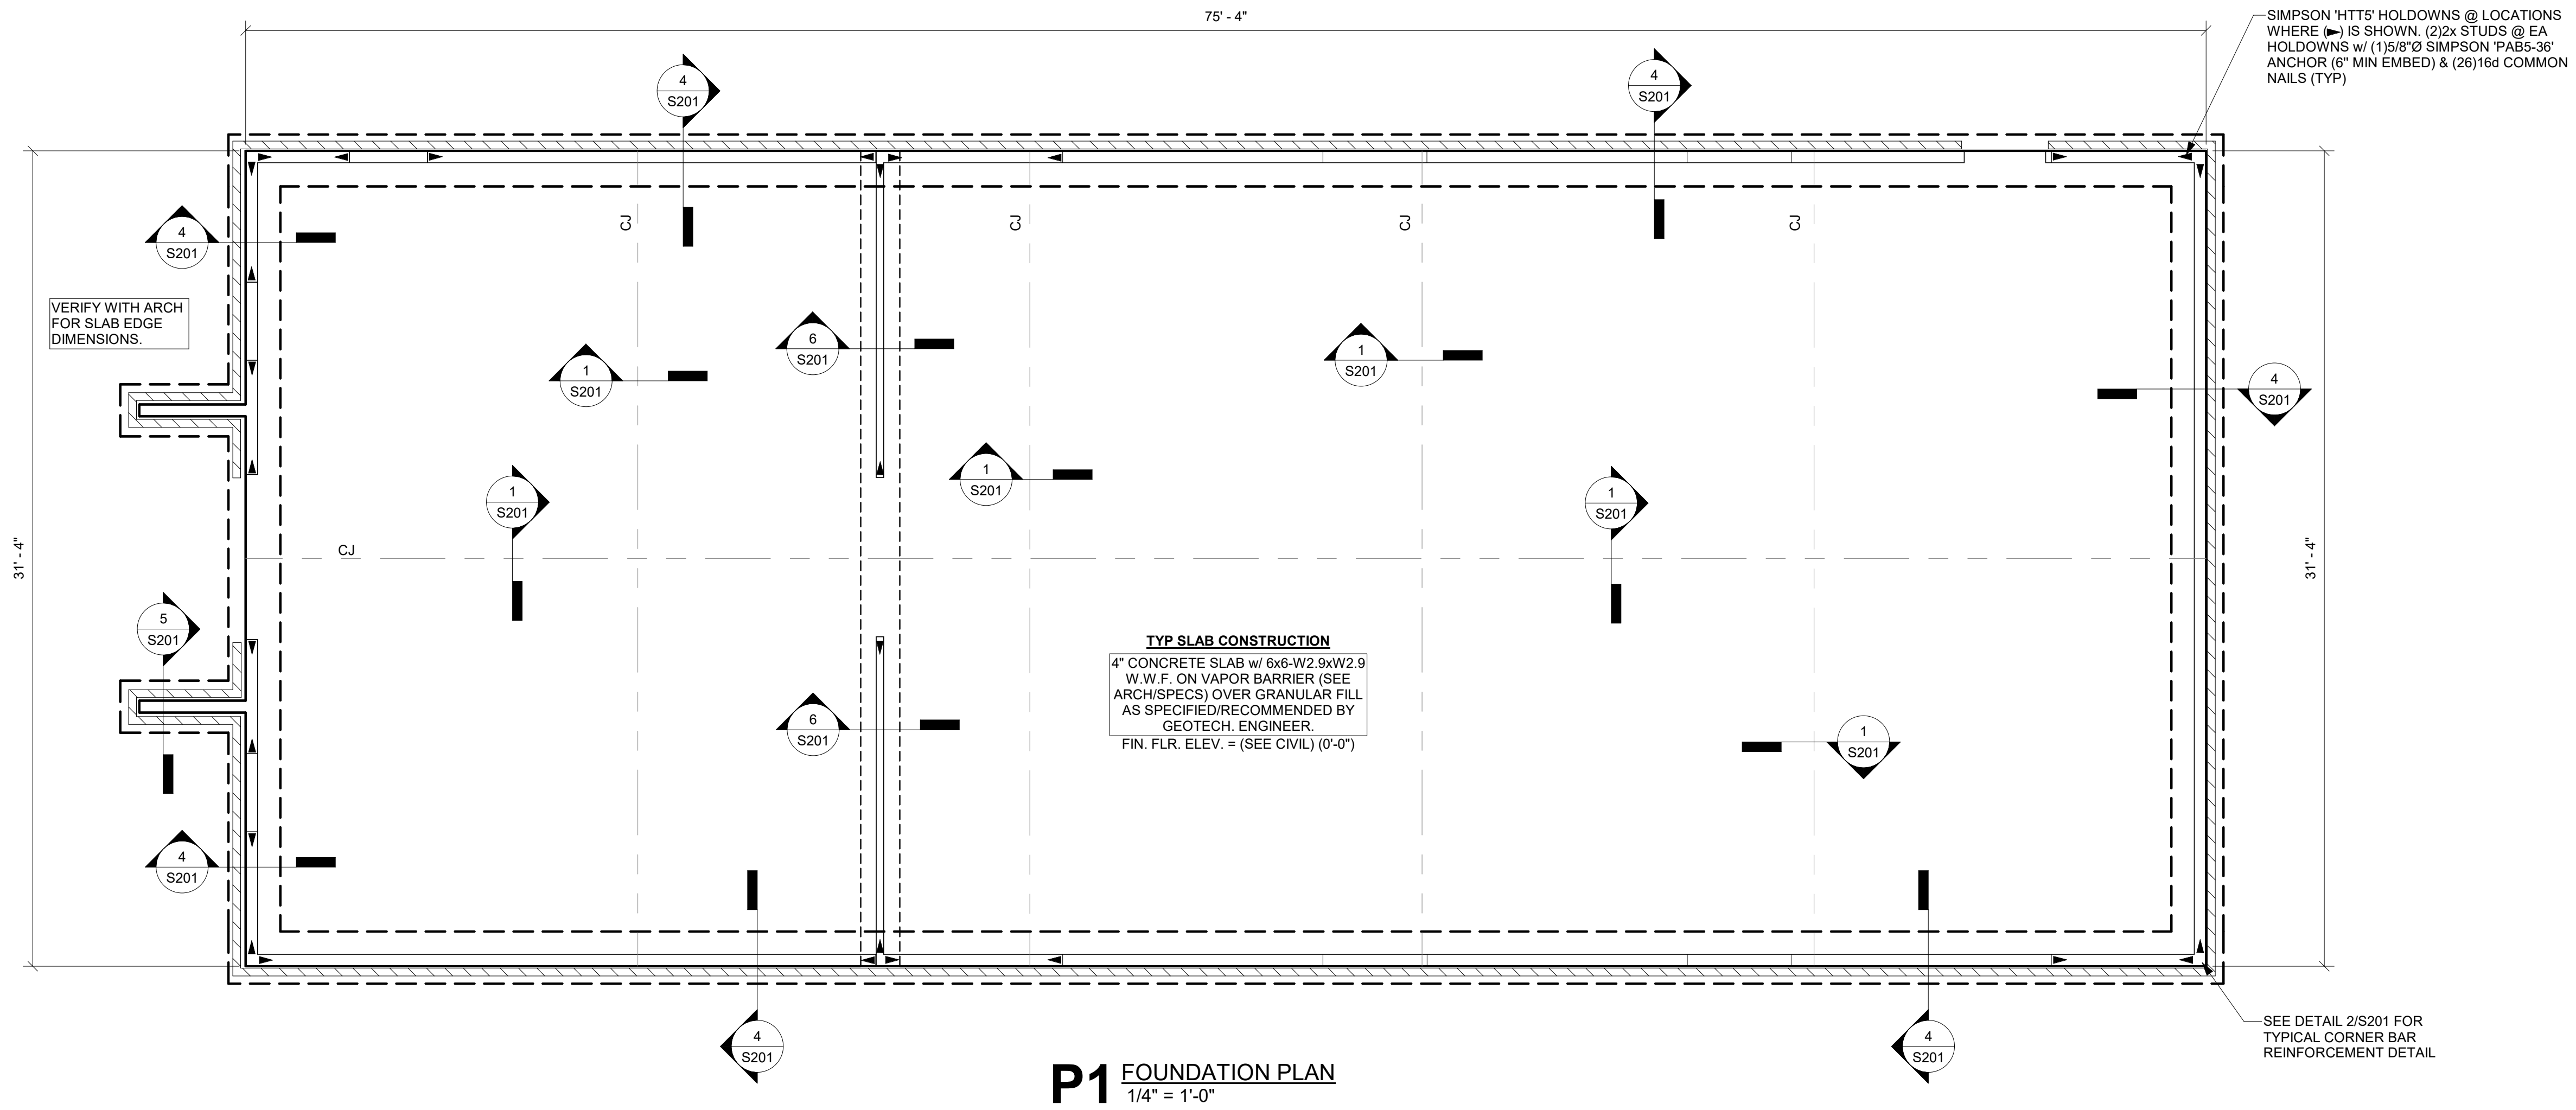 75' - 4"
SIMPSON 'HTT5' HOLDOWNS @ LOCATIONS
WHERE (►) IS SHOWN. (2)2x STUDS @ EA
HOLDOWNS w/ (1)5/8"Ø SIMPSON 'PAB5-36'
ANCHOR (6" MIN EMBED) & (26)16d COMMON
NAILS (TYP)
4
S201
4
S201
4
S201
CJ
CJ
CJ
CJ
VERIFY WITH ARCH
FOR SLAB EDGE
DIMENSIONS.
6
S201
1
S201
1
S201
4
S201
1
S201
1
S201
1
S201
CJ
31' - 4"
31' - 4"
5
S201
TYP SLAB CONSTRUCTION
4" CONCRETE SLAB w/ 6x6-W2.9xW2.9
W.W.F. ON VAPOR BARRIER (SEE
ARCH/SPECS) OVER GRANULAR FILL
AS SPECIFIED/RECOMMENDED BY
GEOTECH. ENGINEER.
FIN. FLR. ELEV. = (SEE CIVIL) (0'-0")
6
S201
1
S201
4
S201
4
S201
4
S201
SEE DETAIL 2/S201 FOR
TYPICAL CORNER BAR
REINFORCEMENT DETAIL
P1 FOUNDATION PLAN
1/4" = 1'-0"